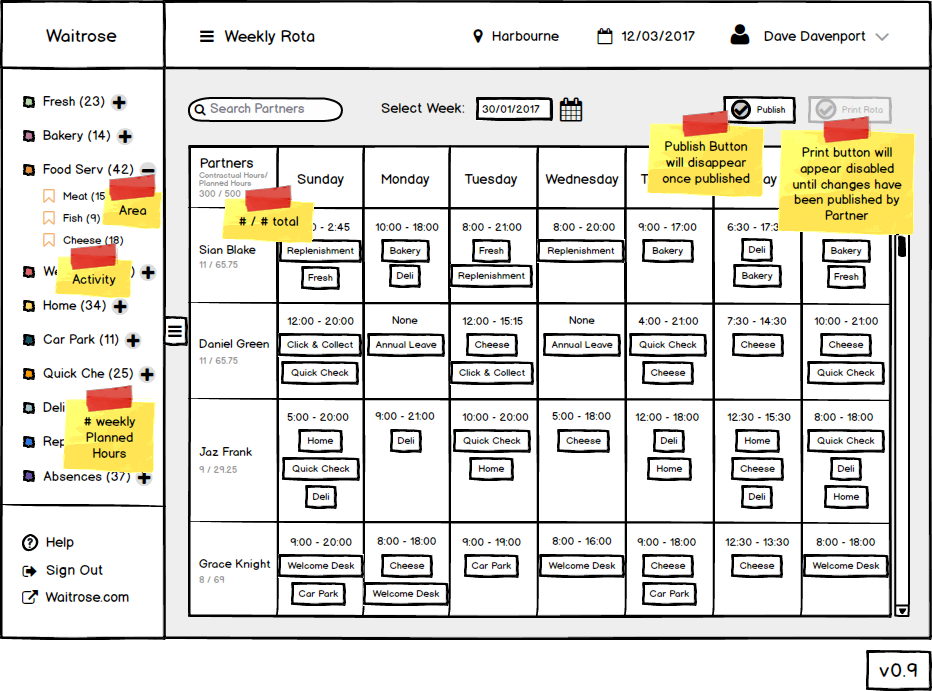 Waitrose
Weekly Rota
Harbourne
12/03/2017
Dave Davenport
Fresh (23)
Bakery (14)
Food Serv (42)
Meat (15
Fish (9)
Cheese (18)
Area
Activity
Home (34)
Car Park (11)
Quick Che (25)
Deli
Rep
# weekly
Planned
Hours
Absences (37)
Help
Sign Out
Waitrose.com
Search Partners
Select Week:
30/01/2017
Publish
Print Rota
Publish Button
will disappear
once published
Print button will
appear disabled
until changes have
been published by
Partner
Partners
Contractual Hours/
Planned Hours
300 / 500
# / # total
Sunday
Monday
Tuesday
Wednesday
Sian Blake
11 / 65.75
- 2:45
Replenishment
Fresh
10:00 - 18:00
Bakery
Deli
8:00 - 21:00
Fresh
Replenishment
8:00 - 20:00
Replenishment
9:00 - 17:00
Bakery
6:30 - 17:3
Deli
Bakery
Bakery
Fresh
Daniel Green
11 / 65.75
12:00 - 20:00
Click & Collect
Quick Check
None
Annual Leave
12:00 - 15:15
Cheese
Click & Collect
None
Annual Leave
4:00 - 21:00
Quick Check
Cheese
7:30 - 14:30
Cheese
10:00 - 21:00
Cheese
Quick Check
Jaz Frank
9 / 29.25
5:00 - 20:00
Home
Quick Check
Deli
9:00 - 21:00
Deli
10:00 - 20:00
Quick Check
Home
5:00 - 18:00
Cheese
12:00 - 18:00
Deli
Home
12:30 - 15:30
Home
Cheese
Deli
8:00 - 18:00
Quick Check
Deli
Home
Grace Knight
8 / 69
9:00 - 20:00
Welcome Desk
Car Park
8:00 - 18:00
Cheese
Welcome Desk
9:00 - 19:00
Car Park
8:00 - 16:00
Welcome Desk
9:00 - 18:00
Cheese
Car Park
12:30 - 13:30
Cheese
8:00 - 18:00
Welcome Desk
v0.9